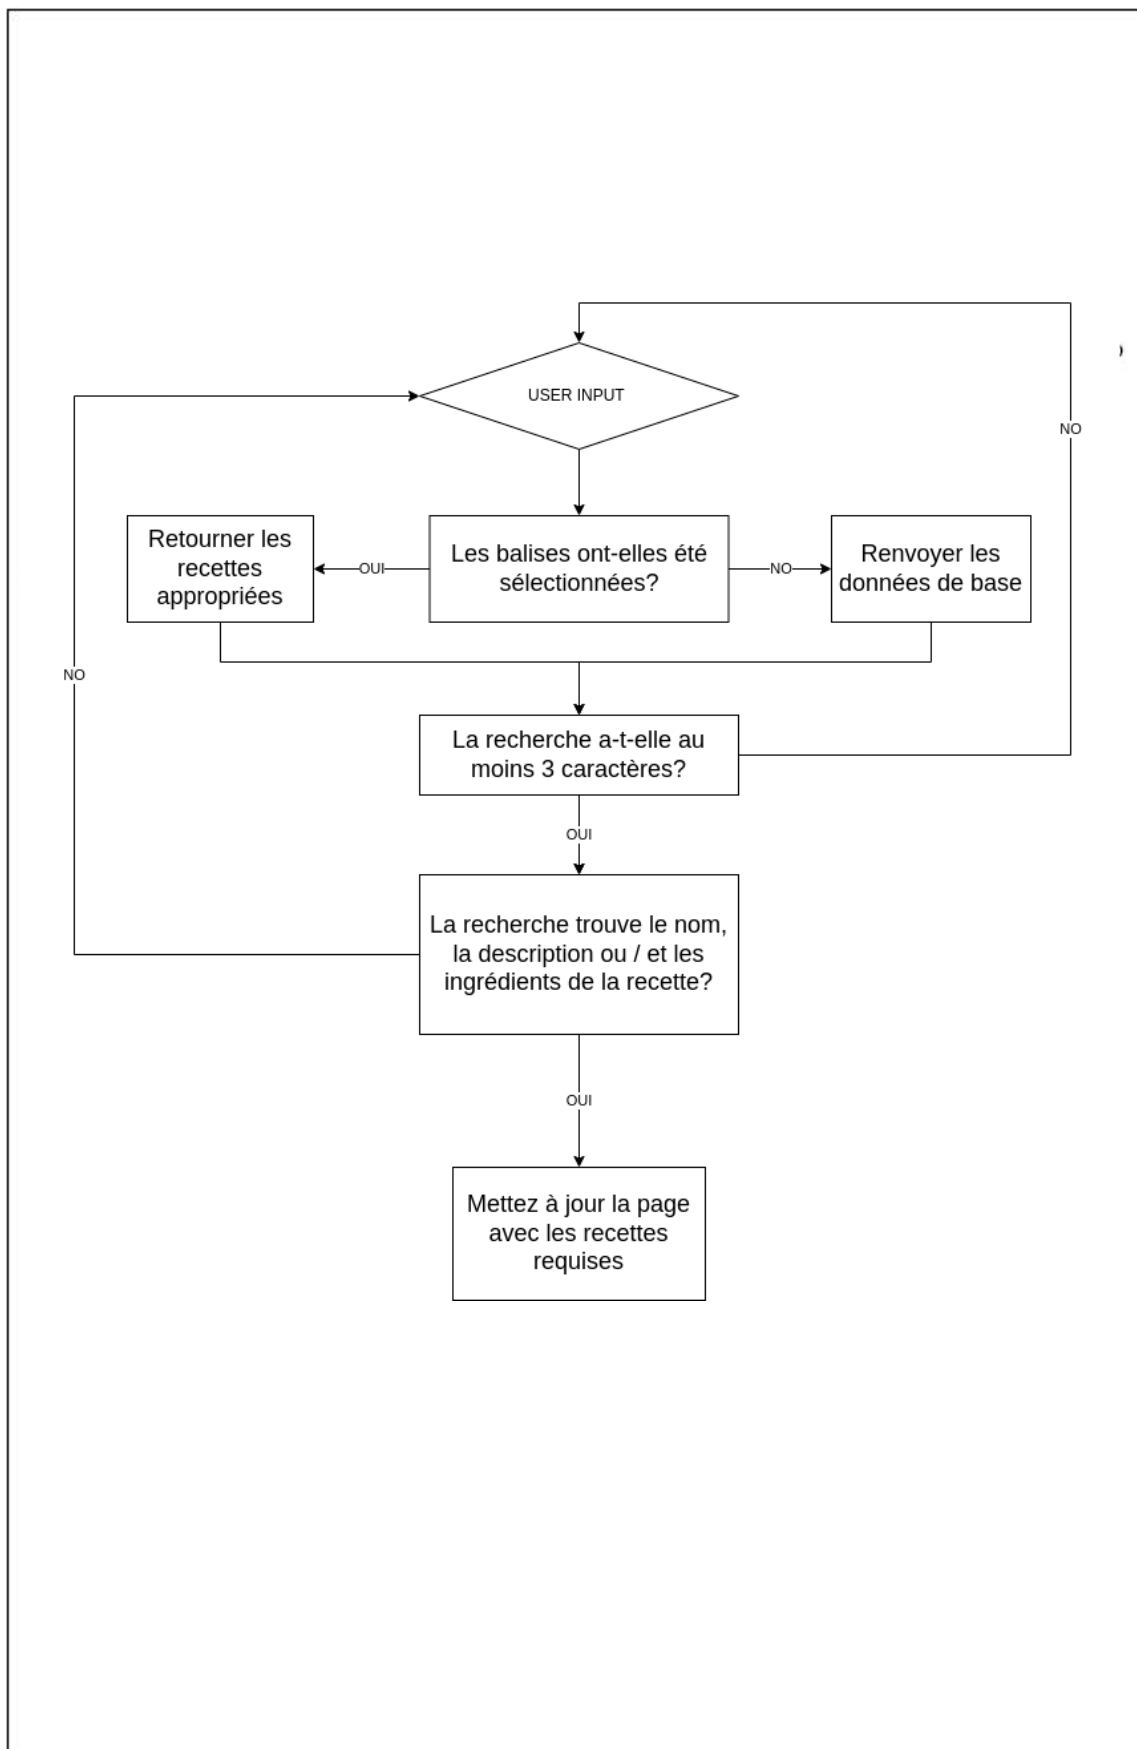 USER INPUT
NO
Retourner les
recettes
appropriées
OUI
Les balises ont-elles été
sélectionnées?
NO
Renvoyer les
données de base
NO
La recherche a-t-elle au
moins 3 caractères?
OUI
La recherche trouve le nom,
la description ou / et les
ingrédients de la recette?
OUI
Mettez à jour la page
avec les recettes
requises